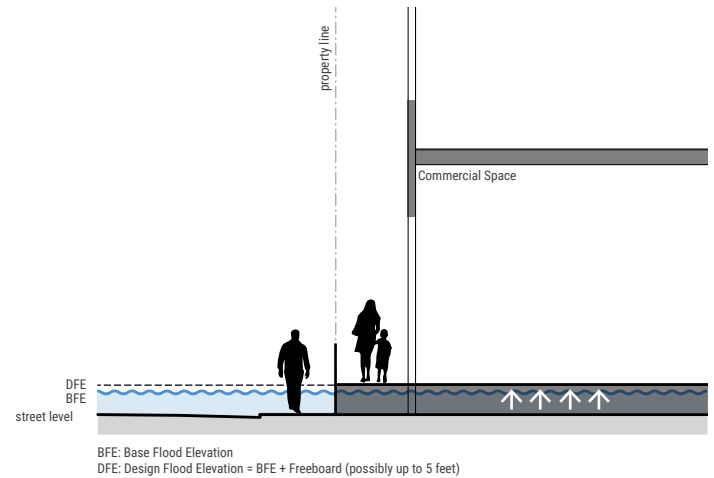 property line
Commercial Space
DFE
BFE
street level
BFE: Base Flood Elevation
DFE: Design Flood Elevation = BFE + Freeboard (possibly up to 5 feet)